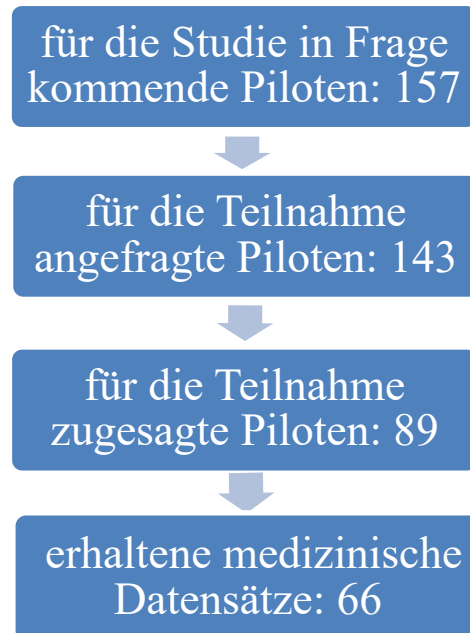 für die Studie in Frage
kommende Piloten: 157
für die Teilnahme
angefragte Piloten: 143
für die Teilnahme
zugesagte Piloten: 89
erhaltene medizinische
Datensätze: 66